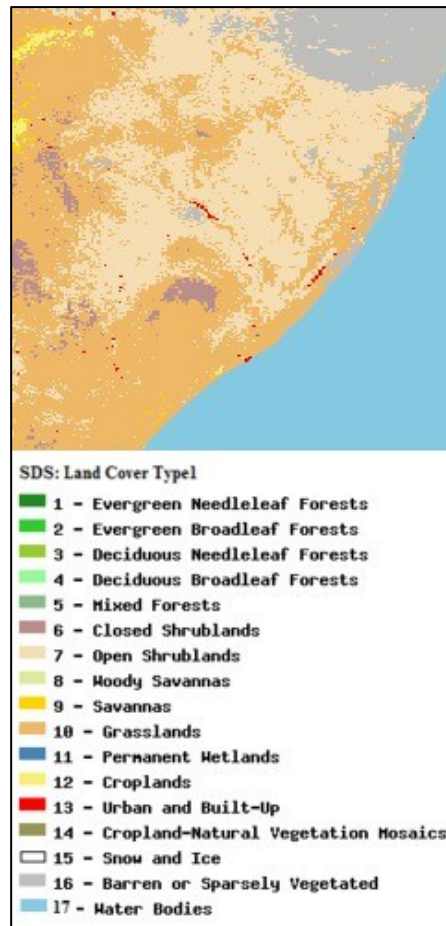 SDS: Land Cover Type1
1 - Evergreen Needleleaf Forests
2 - Evergreen Broadleaf Forests
3 - Deciduous Needleleaf Forests
4 - Deciduous Broadleaf Forests
5 - Mixed Forests
6 - Closed Shrublands
7 - Open Shrublands
8 - Woody Savannas
9 - Savannas
10 - Grasslands
11 - Permanent Wetlands
12 - Croplands
13 - Urban and Built-Up
14 - Cropland-Natural Vegetation Mosaics
15 - Snow and Ice
16 - Barren or Sparsely Vegetated
17 - Water Bodies